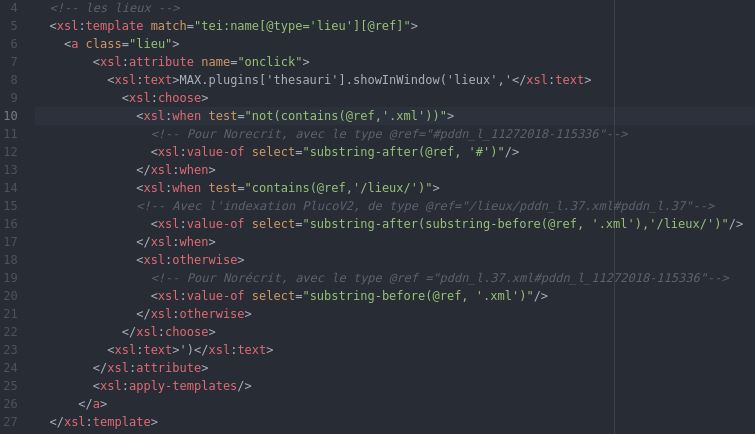 4 <!-- les lieux -->
5 <xsl:template match="tei:name[@type='lieu'][@ref]">
6 <a class="lieu">
7 <xsl:attribute name="onclick">
8 <xsl:text>MAX.plugins['thesauri'].showInWindow('lieux','</xsl:text>
9 <xsl:choose>
10 <xsl:when test="not(contains(@ref,'.xml'))">
11 <!-- Pour Norecrit, avec le type @ref="#pddn_l_11272018-115336"-->
12 <xsl:value-of select="substring-after(@ref, '#')"/>
13 </xsl:when>
14 <xsl:when test="contains(@ref,'/lieux/')">
15 <!-- Avec l'indexation PlucoV2, de type @ref="/lieux/pddn_l.37.xml#pddn_l.37"-->
16 <xsl:value-of select="substring-after(substring-before(@ref, '.xml'),'/lieux/')"/>
17 </xsl:when>
18 <xsl:otherwise>
19 <!-- Pour Norécrit, avec le type @ref ="pddn_l.37.xml#pddn_l_11272018-115336"-->
20 <xsl:value-of select="substring-before(@ref, '.xml')"/>
21 </xsl:otherwise>
22 </xsl:choose>
23 <xsl:text>')</xsl:text>
24 </xsl:attribute>
25 <xsl:apply-templates/>
26 </a>
27 </xsl:template>